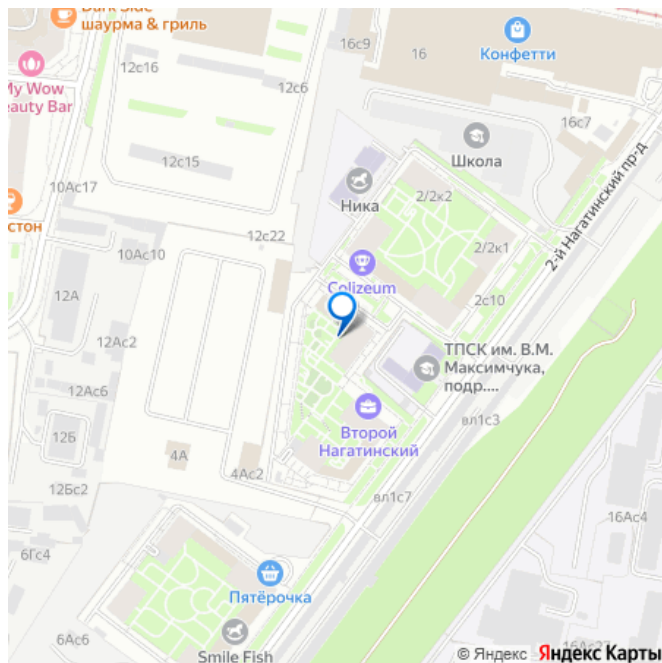 Dark Side
шаурма & гриль
16с9
16
Конфетти
12с16
12с6
My Wow
Beauty Bar
16с7
12с15
Школа
10Ас17
Ника
2/2к2
2-й Нагатинский пр-д
стон
12с22
10Ас10
2/2к1
Colizeum
12А
2с10
12Ас2
ТПСК им. В.М.
Максимчука,
подр....
12Ас6
вл1с3
12Б
Второй
Нагатинский
4А
4Ас2
12Бс2
вл1с7
16Ас4
6Гс4
Пятёрочка
6Ас6
Smile Fish
16Ас27
© Яндекс Яндекс Карты